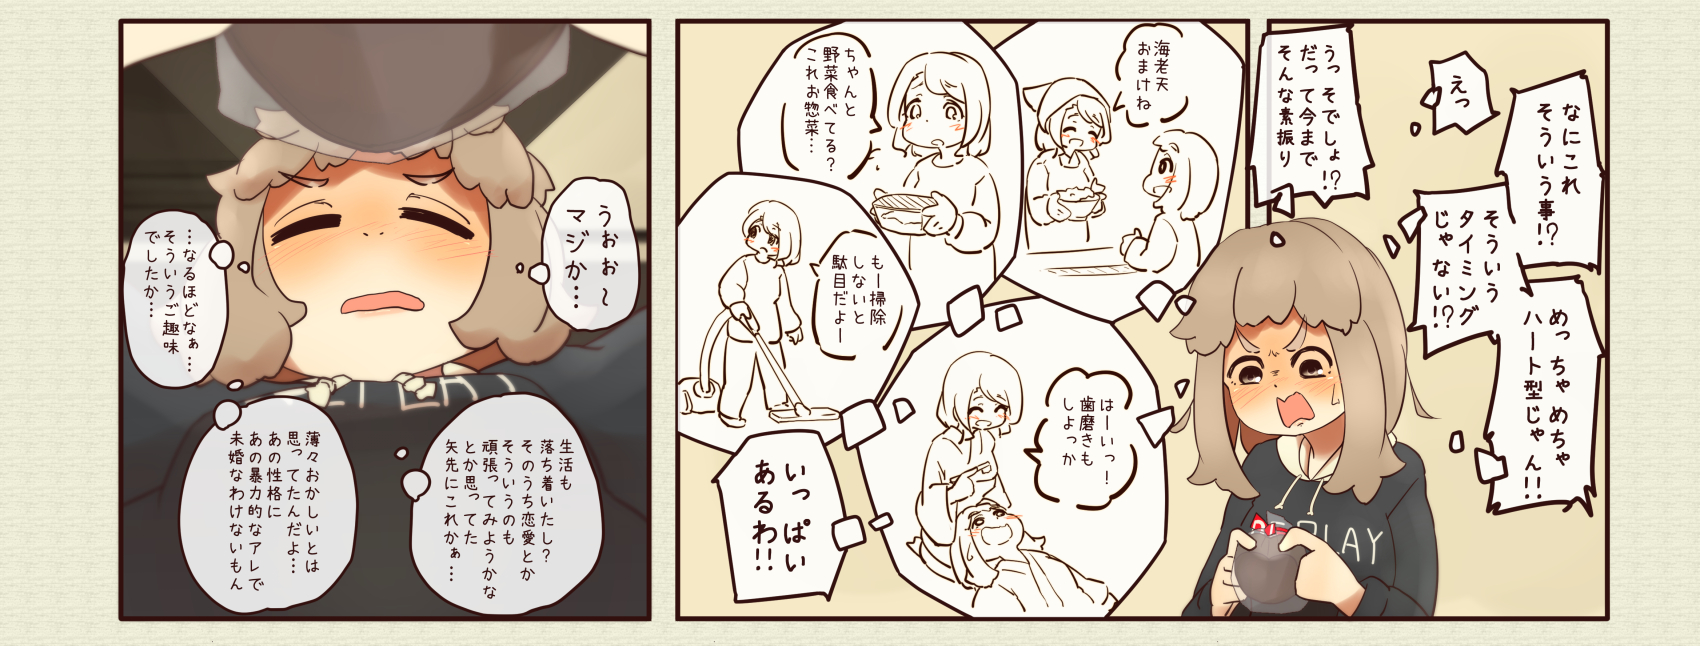 えっ
なにこれ
そういう事!?
そういう
タイミング
じゃない!?
めっちゃめちゃ
ハート型じゃん!!
うっそでしょ!?
だって今まで
そんな素振り
海老天
おまけね
ちゃんと
野菜食べてる?
これお惣菜…
もー掃除
しないと
駄目だよー
はーいっ!
歯磨きも
しよっか
いっぱい
あるわ!!
PLAY
うぉぉ~
マジか…
…なるほどなぁ…
そういうご趣味
でしたか…
生活も
落ち着いたし?
そのうち恋愛とか
そういうのも
頑張ってみようかな
とか思ってた
矢先にこれかぁ…
薄々おかしいとは
思ってたんだよ…
あの性格に
あの暴力的なアレで
未婚なわけないもん